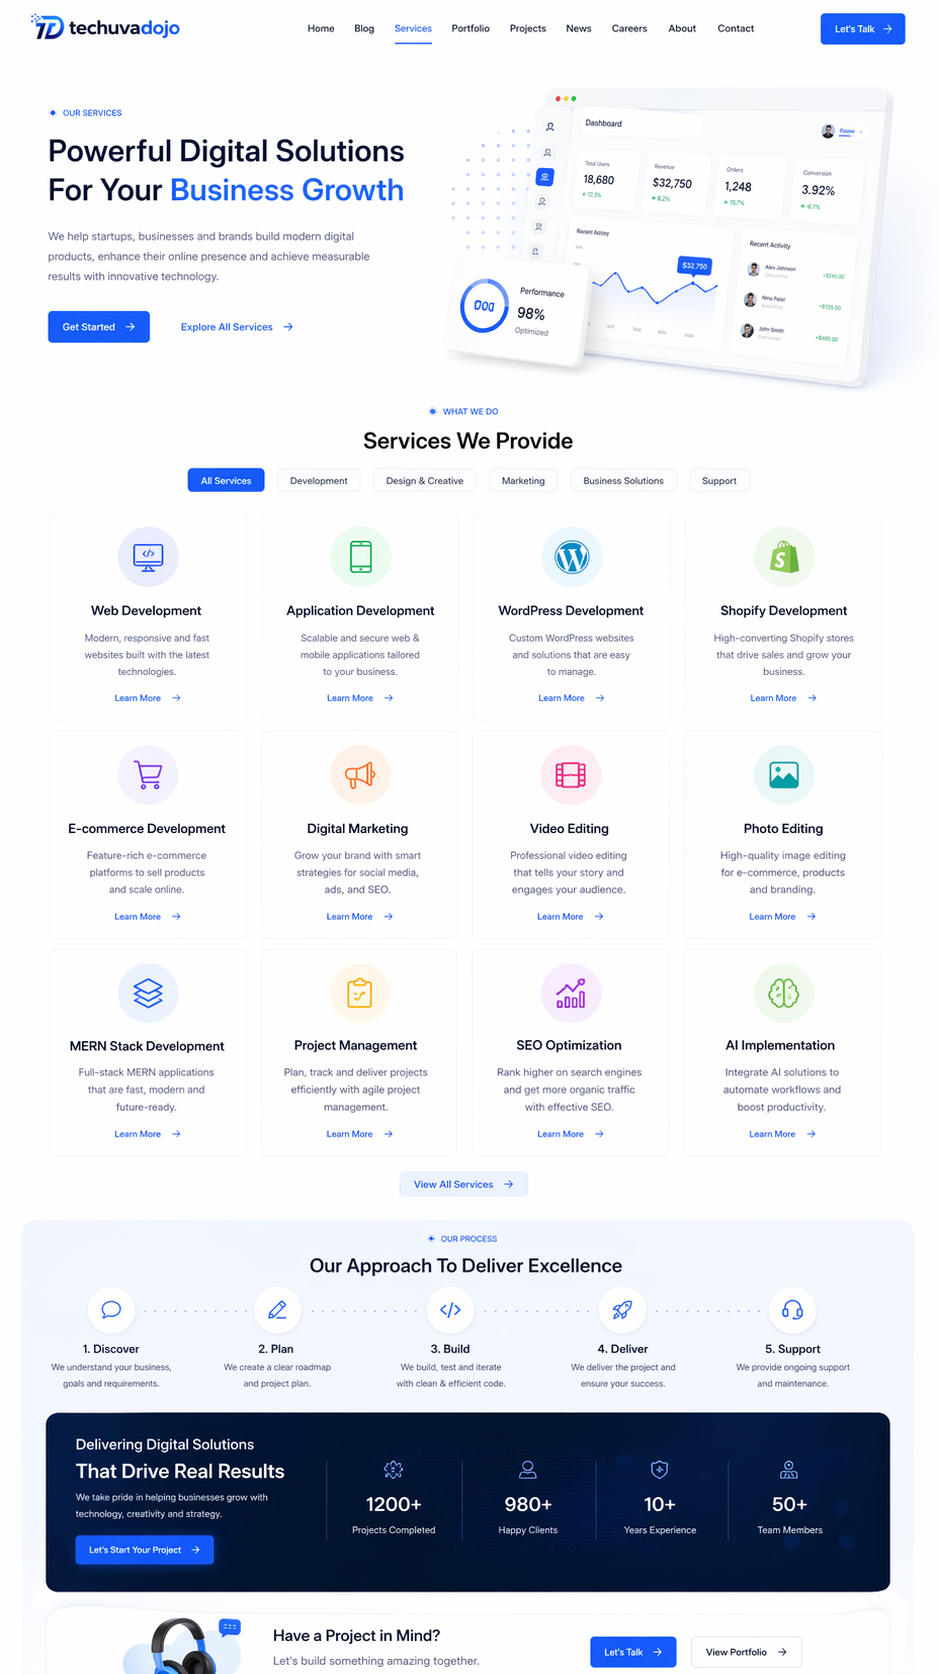 techuvadojo
Home Blog Services Portfolio Projects News Careers About Contact
Let's Talk
OUR SERVICES
Powerful Digital Solutions
For Your Business Growth
We help startups, businesses and brands build modern digital
products, enhance their online presence and achieve measurable
results with innovative technology.
Get Started
Explore All Services
Dashboard
Total Users
18,680
+ 12.5%
Revenue
$32,750
+ 8.2%
Orders
1,248
+ 15.7%
Conversion
3.92%
$32,750
Recent Activity
Alex Johnson
+$240.00
Nina Patel
+$125.00
John Smith
Performance
98%
Optimized
WHAT WE DO
Services We Provide
All Services Development Design & Creative Marketing Business Solutions Support
Web Development
Modern, responsive and fast
websites built with the latest
technologies.
Learn More
Application Development
Scalable and secure web &
mobile applications tailored
to your business.
Learn More
WordPress Development
Custom WordPress websites
and solutions that are easy
to manage.
Learn More
Shopify Development
High-converting Shopify stores
that drive sales and grow your
business.
Learn More
E-commerce Development
Feature-rich e-commerce
platforms to sell products
and scale online.
Learn More
Digital Marketing
Grow your brand with smart
strategies for social media,
ads, and SEO.
Learn More
Video Editing
Professional video editing
that tells your story and
engages your audience.
Learn More
Photo Editing
High-quality image editing
for e-commerce, products
and branding.
Learn More
MERN Stack Development
Full-stack MERN applications
that are fast, modern and
future-ready.
Learn More
Project Management
Plan, track and deliver projects
efficiently with agile project
management.
Learn More
SEO Optimization
Rank higher on search engines
and get more organic traffic
with effective SEO.
Learn More
AI Implementation
Integrate AI solutions to
automate workflows and
boost productivity.
Learn More
View All Services
OUR PROCESS
Our Approach To Deliver Excellence
1. Discover
We understand your business,
goals and requirements.
2. Plan
We create a clear roadmap
and project plan.
3. Build
We build, test and iterate
with clean & efficient code.
4. Deliver
We deliver the project and
ensure your success.
5. Support
We provide ongoing support
and maintenance.
Delivering Digital Solutions
That Drive Real Results
We take pride in helping businesses grow with
technology, creativity and strategy.
Let's Start Your Project
1200+
Projects Completed
980+
Happy Clients
10+
Years Experience
50+
Team Members
Have a Project in Mind?
Let's build something amazing together.
Let's Talk
View Portfolio